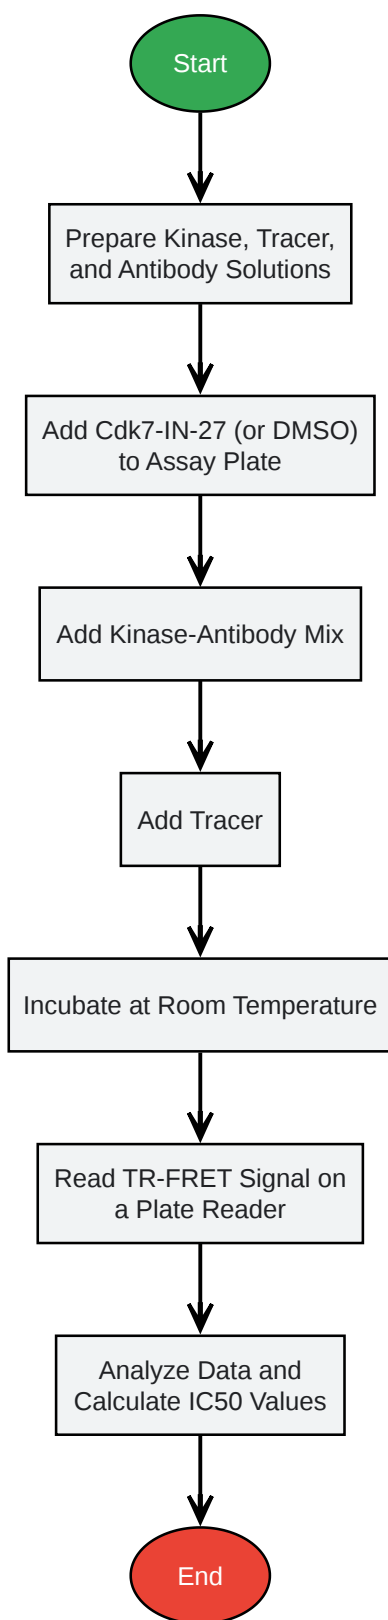 Start
Prepare Kinase, Tracer,
and Antibody Solutions
Add Cdk7-IN-27 (or DMSO)
to Assay Plate
Add Kinase-Antibody Mix
Add Tracer
Incubate at Room Temperature
Read TR-FRET Signal on
a Plate Reader
Analyze Data and
Calculate IC50 Values
End